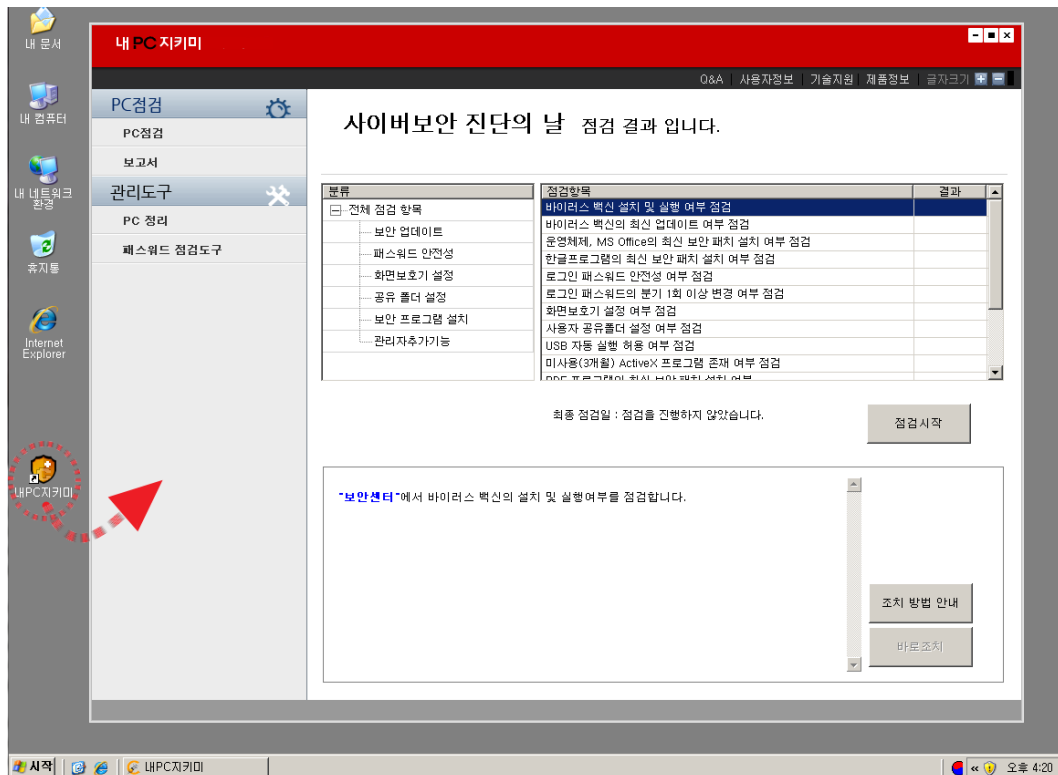 내 문서
내 PC 지키미
Q&A 사용자정보 기술지원 제품정보 글자크기
내 컴퓨터
내 네트워크
환경
휴지통
Internet
Explorer
내PC지키미
PC점검
PC점검
보고서
관리도구
PC 정리
패스워드 점검도구
사이버보안 진단의 날 점검 결과 입니다.
분류
전체 점검 항목
보안 업데이트
패스워드 안전성
화면보호기 설정
공유 폴더 설정
보안 프로그램 설치
관리자추가기능
점검항목 결과
바이러스 백신 설치 및 실행 여부 점검
바이러스 백신의 최신 업데이트 여부 점검
운영체제, MS Office의 최신 보안 패치 설치 여부 점검
한글프로그램의 최신 보안 패치 설치 여부 점검
로그인 패스워드 안전성 여부 점검
로그인 패스워드의 분기 1회 이상 변경 여부 점검
화면보호기 설정 여부 점검
사용자 공유폴더 설정 여부 점검
USB 자동 실행 허용 여부 점검
미사용(3개월) ActiveX 프로그램 존재 여부 점검
최종 점검일 : 점검을 진행하지 않았습니다.
점검시작
"보안센터"에서 바이러스 백신의 설치 및 실행여부를 점검합니다.
조치 방법 안내
바로조치
시작 내PC지키미 오후 4:20